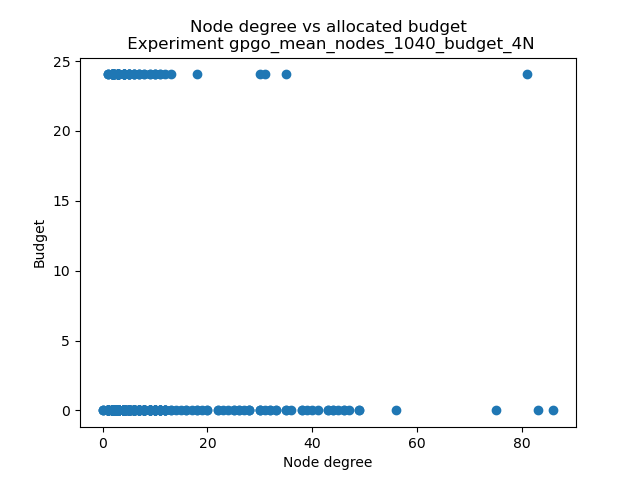 Node degree vs allocated budget
Experiment gpgo_mean_nodes_1040_budget_4N
25
20
15
10
5
0
Budget
0 20 40 60 80
Node degree